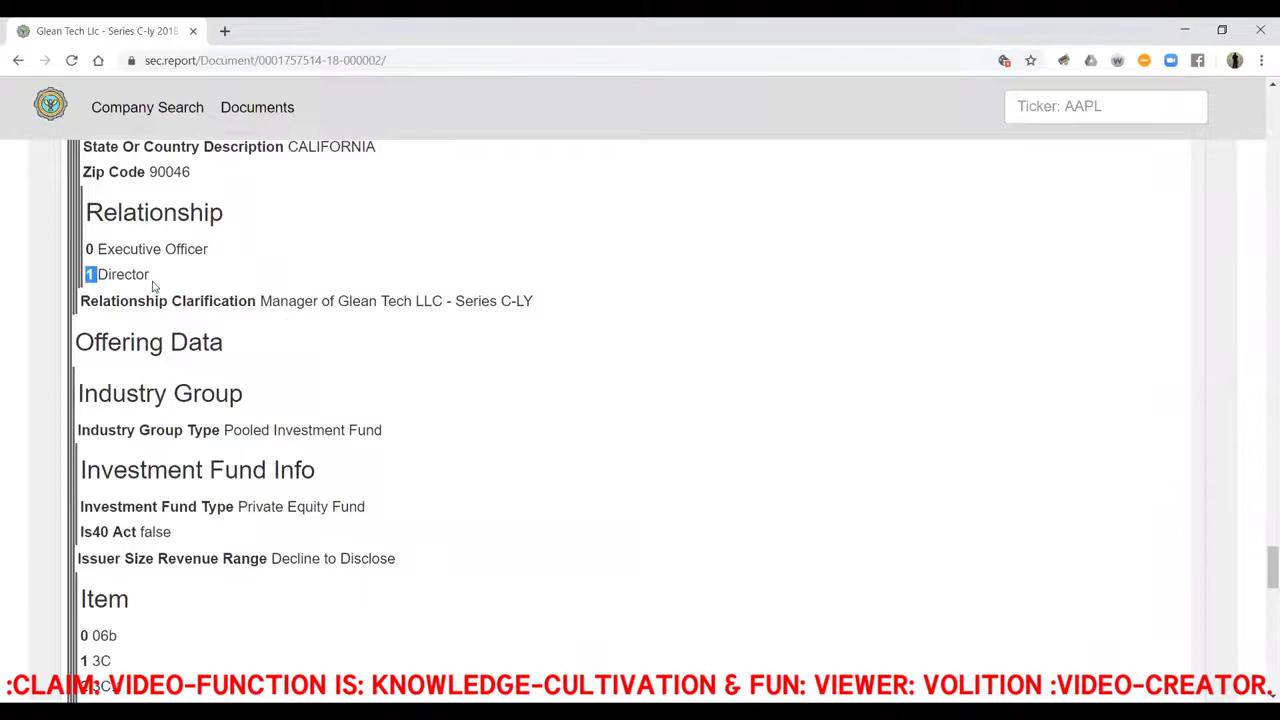 Glean Tech Llc - Series C-ly 2018
sec.report/Document/0001757514-18-000002/
Company Search Documents
Ticker: AAPL
State Or Country Description CALIFORNIA
Zip Code 90046
Relationship
0 Executive Officer
1 Director
Relationship Clarification Manager of Glean Tech LLC - Series C-LY
Offering Data
Industry Group
Industry Group Type Pooled Investment Fund
Investment Fund Info
Investment Fund Type Private Equity Fund
Is40 Act false
Issuer Size Revenue Range Decline to Disclose
Item
0 06b
1 3C
:CLAIM: VIDEO-FUNCTION IS: KNOWLEDGE-CULTIVATION & FUN: VIEWER: VOLITION :VIDEO-CREATOR.